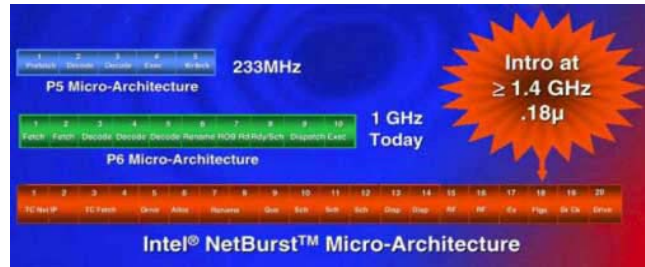 1 2 3 4 5
Prefetch Decode Decode Exec Wrtbck
P5 Micro-Architecture
233MHz
Intro at
≥ 1.4 GHz
.18µ
1 2 3 4 5 6 7 8 9 10
Fetch Fetch Decode Decode Decode Rename ROB Rd Rdy/Sch Dispatch Exec
P6 Micro-Architecture
1 GHz
Today
1 2 3 4 5 6 7 8 9 10 11 12 13 14 15 16 17 18 19 20
TC Nxt IP TC Fetch Drive Alloc Rename Que Sch Sch Sch Disp Disp RF RF Ex Flgs Br Ck Drive
Intel® NetBurst™ Micro-Architecture